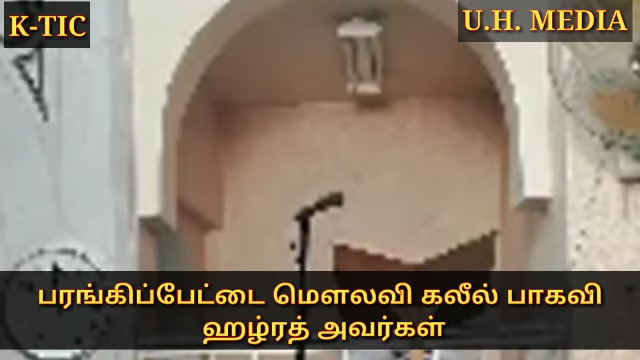 K-TIC
U.H. MEDIA
பரங்கிப்பேட்டை மௌலவி கலீல் பாகவி
ஹழ்ரத் அவர்கள்